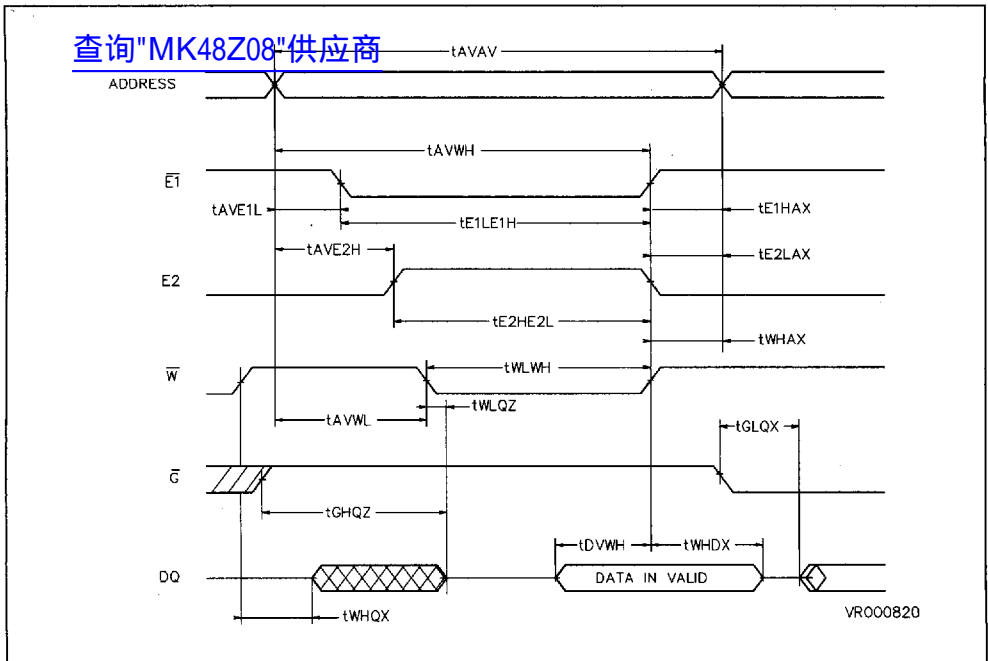 查询"MK48Z08"供应商
tAVAV
ADDRESS
tAVWH
E1
tAVE1L
tE1LE1H
tE1HAX
tAVE2H
tE2LAX
E2
tE2HE2L
tWHAX
W
tWLWH
tWLQZ
tAVWL
tGLQX
G
tGHQZ
tDVWH
tWHDX
DQ
DATA IN VALID
tWHQX
VR000820